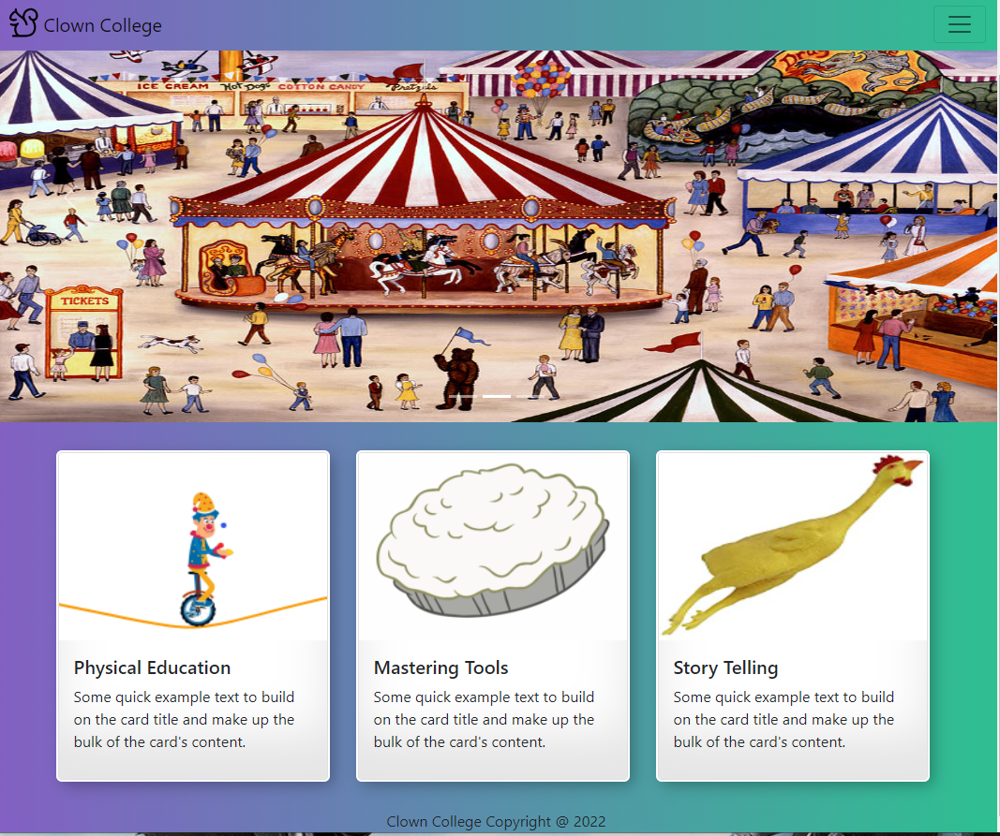 Clown College
ICE CREAM Hot Dogs COTTON CANDY Pretzels
TICKETS
Physical Education
Some quick example text to build
on the card title and make up the
bulk of the card's content.
Mastering Tools
Some quick example text to build
on the card title and make up the
bulk of the card's content.
Story Telling
Some quick example text to build
on the card title and make up the
bulk of the card's content.
Clown College Copyright @ 2022